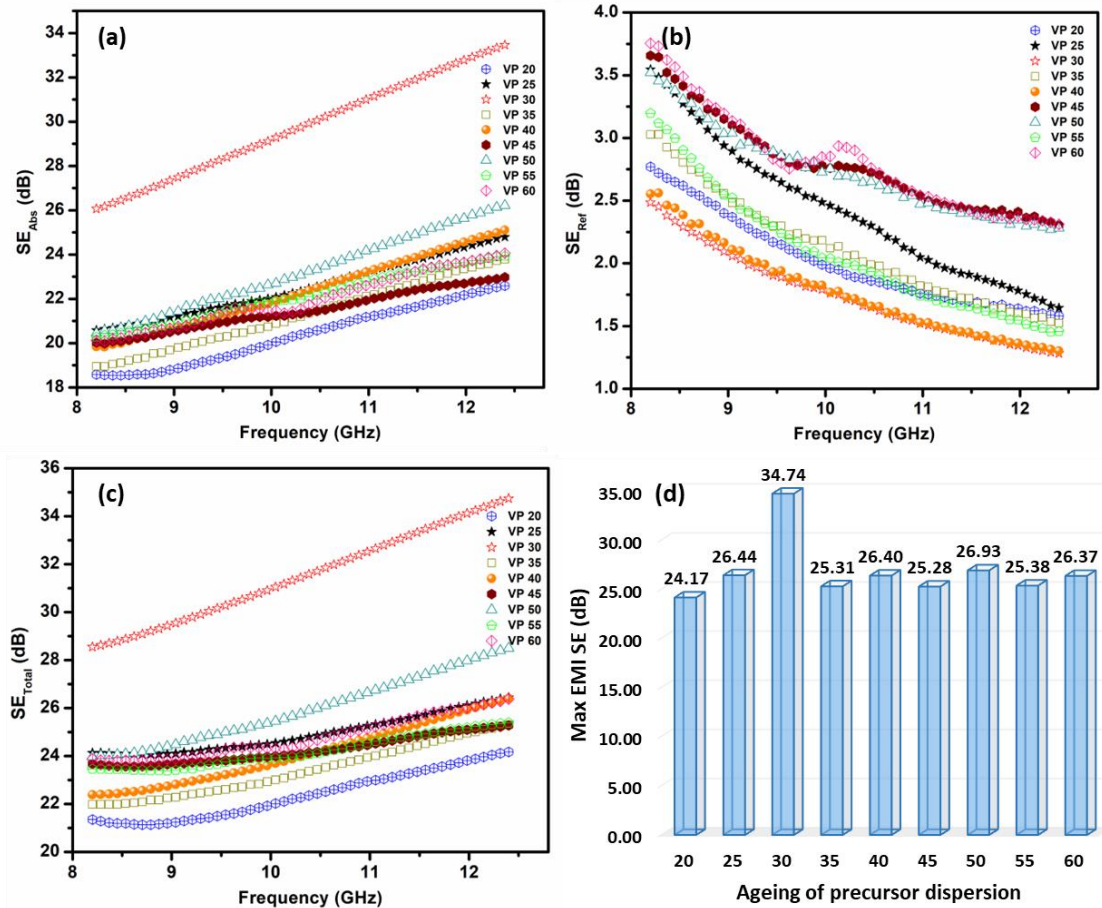 (a)
34
32
30
28
26
24
22
20
18
SE_Abs (dB)
8 9 10 11 12
Frequency (GHz)
VP 20
VP 25
VP 30
VP 35
VP 40
VP 45
VP 50
VP 55
VP 60
(b)
4.0
3.5
3.0
2.5
2.0
1.5
1.0
SE_Ref (dB)
8 9 10 11 12
Frequency (GHz)
VP 20
VP 25
VP 30
VP 35
VP 40
VP 45
VP 50
VP 55
VP 60
(c)
36
34
32
30
28
26
24
22
20
SE_Total (dB)
8 9 10 11 12
Frequency (GHz)
VP 20
VP 25
VP 30
VP 35
VP 40
VP 45
VP 50
VP 55
VP 60
(d)
35.00
30.00
25.00
20.00
15.00
10.00
5.00
0.00
Max EMI SE (dB)
24.17 26.44 34.74 25.31 26.40 25.28 26.93 25.38 26.37
20 25 30 35 40 45 50 55 60
Ageing of precursor dispersion